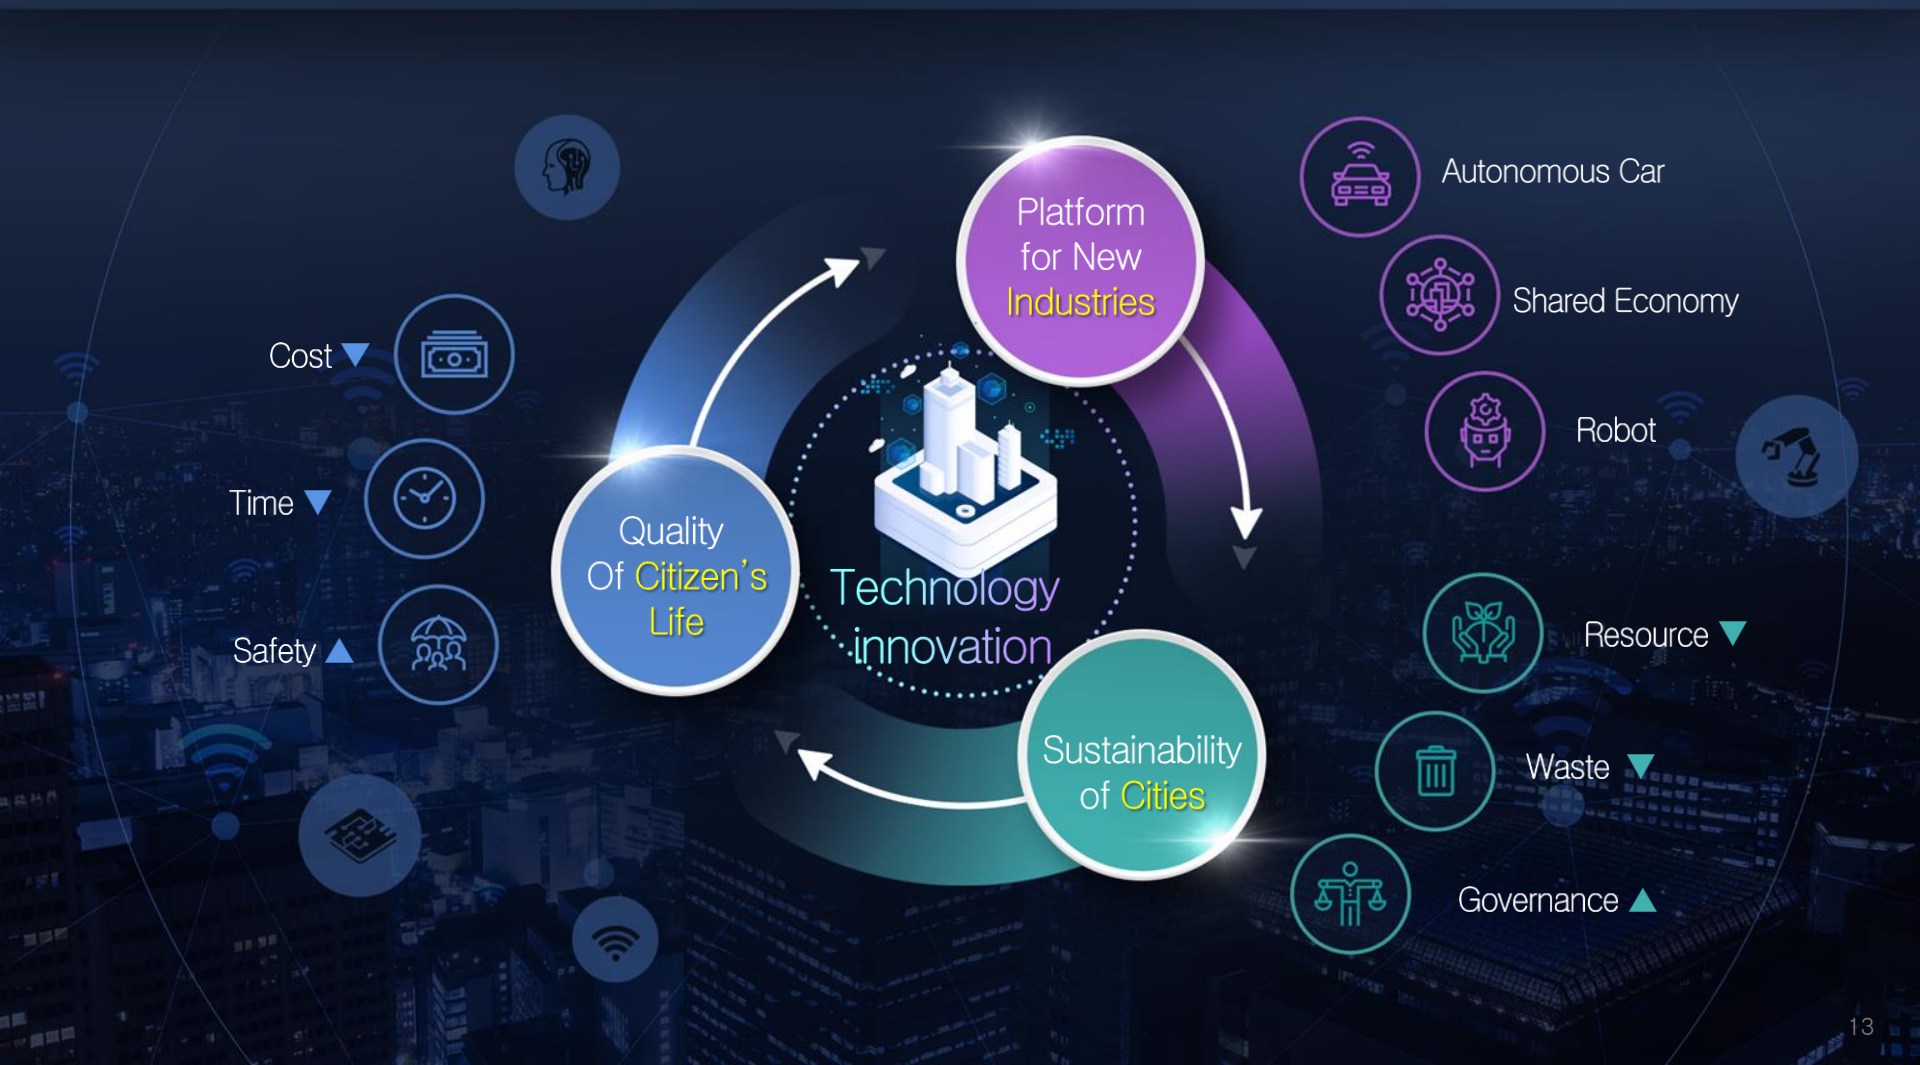 Platform
for New
Industries
Autonomous Car
Shared Economy
Robot
Cost ▼
Time ▼
Safety ▲
Quality
Of Citizen's
Life
Technology
innovation
Sustainability
of Cities
Resource ▼
Waste ▼
Governance ▲
13